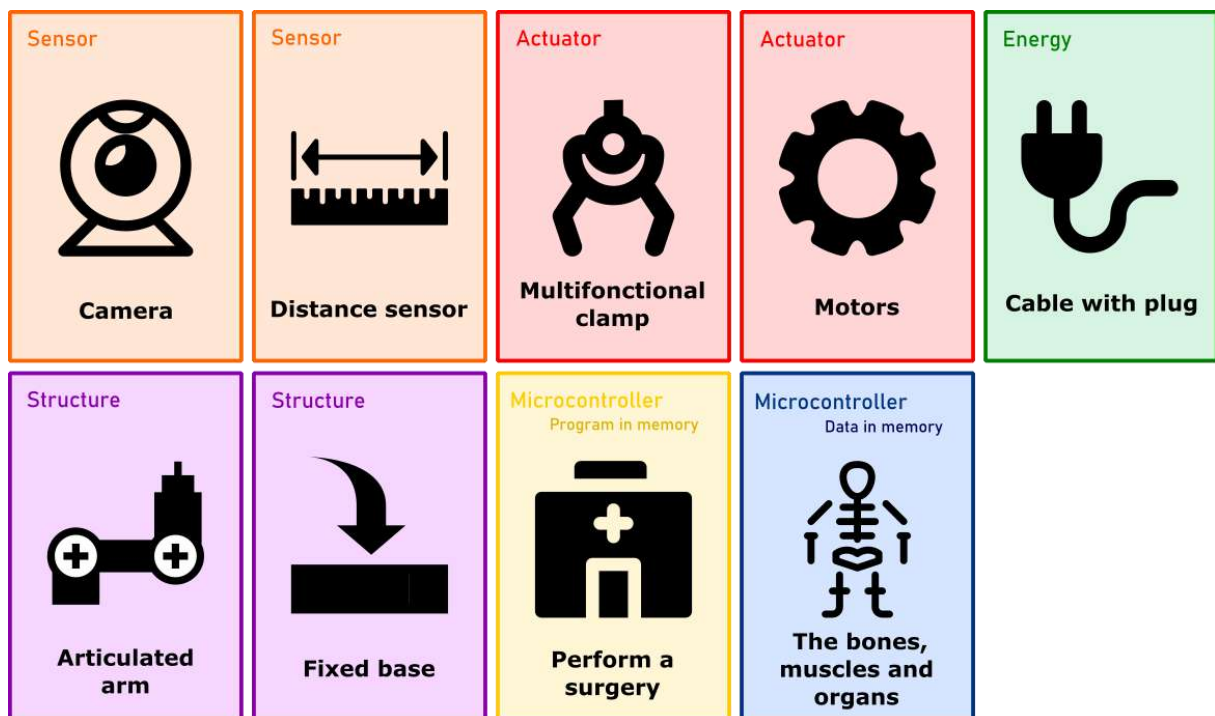 Sensor
Camera
Sensor
Distance sensor
Actuator
Multifonctional
clamp
Actuator
Motors
Energy
Cable with plug
Structure
Articulated
arm
Structure
Fixed base
Microcontroller
Program in memory
Perform a
surgery
Microcontroller
Data in memory
The bones,
muscles and
organs